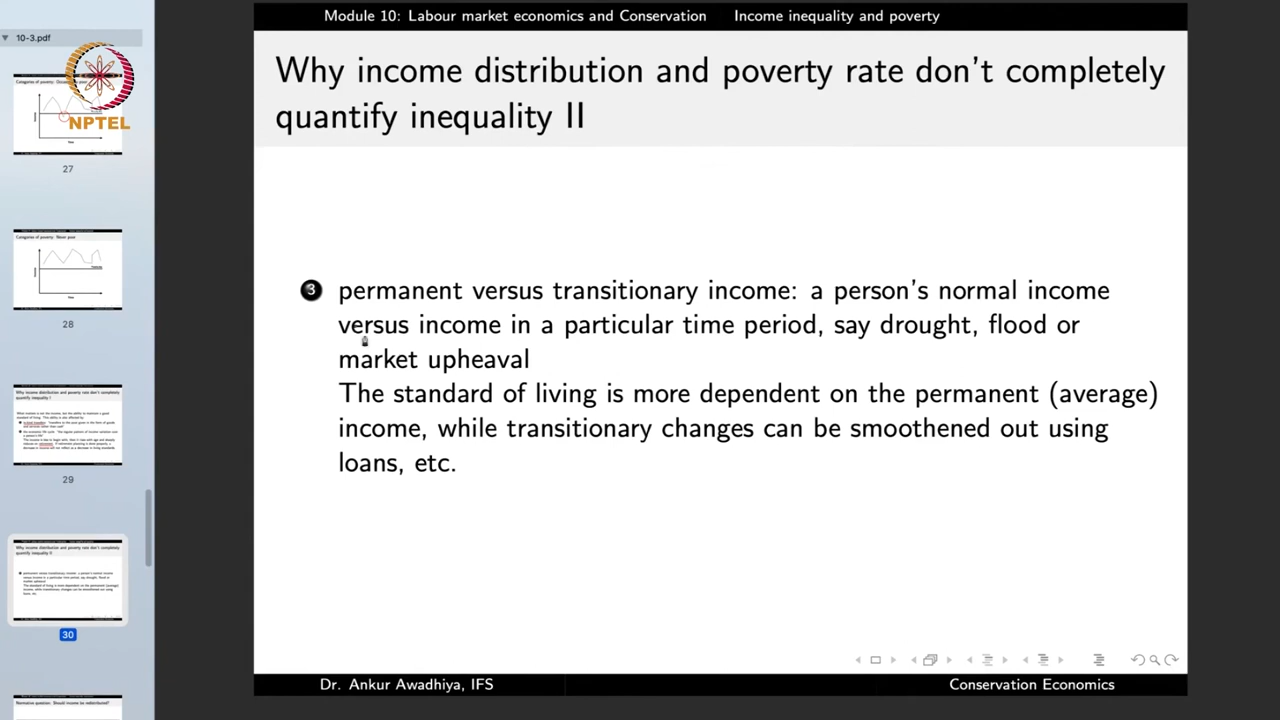 Module 10: Labour market economics and Conservation Income inequality and poverty
10-3.pdf
NPTEL
27
28
29
30
Why income distribution and poverty rate don't completely
quantify inequality II
3 permanent versus transitionary income: a person's normal income
versus income in a particular time period, say drought, flood or
market upheaval
The standard of living is more dependent on the permanent (average)
income, while transitionary changes can be smoothened out using
loans, etc.
Dr. Ankur Awadhiya, IFS Conservation Economics